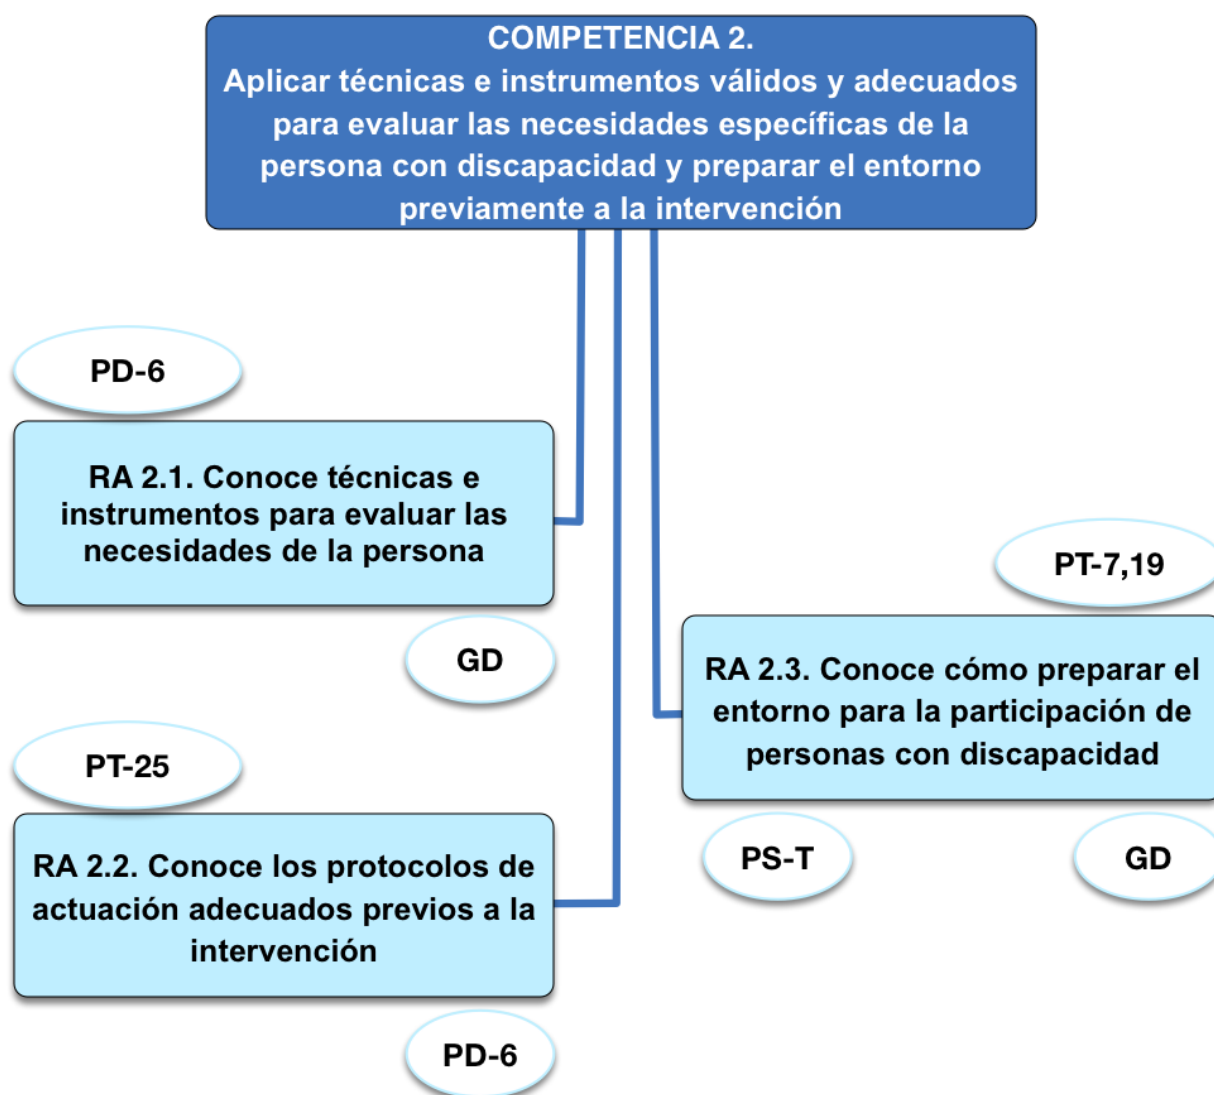 COMPETENCIA 2.
Aplicar técnicas e instrumentos válidos y adecuados
para evaluar las necesidades específicas de la
persona con discapacidad y preparar el entorno
previamente a la intervención
PD-6
RA 2.1. Conoce técnicas e
instrumentos para evaluar las
necesidades de la persona
GD
PT-25
RA 2.2. Conoce los protocolos de
actuación adecuados previos a la
intervención
PD-6
PT-7,19
RA 2.3. Conoce cómo preparar el
entorno para la participación de
personas con discapacidad
PS-T
GD